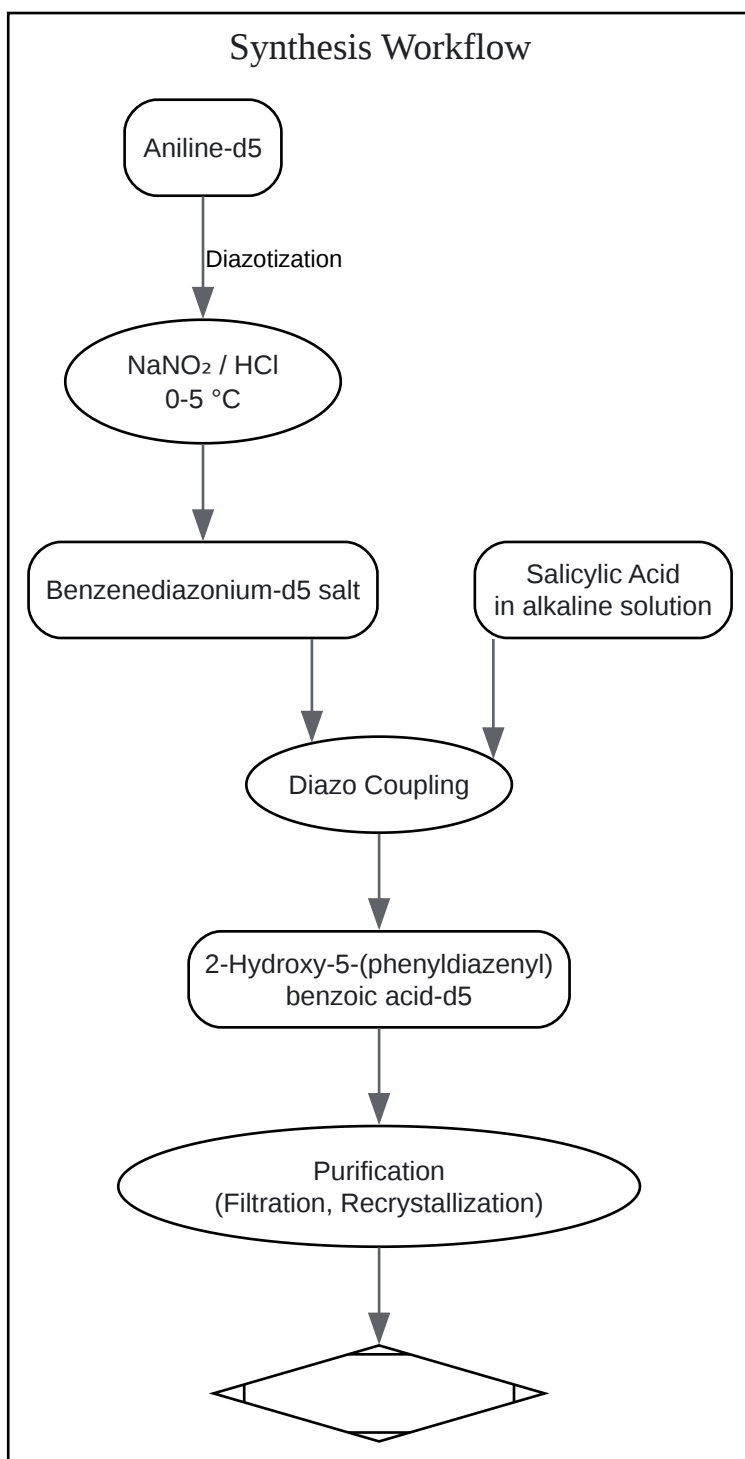 Synthesis Workflow
Aniline-d5
Diazotization
NaNO₂ / HCl
0-5 °C
Benzenediazonium-d5 salt
Salicylic Acid
in alkaline solution
Diazo Coupling
2-Hydroxy-5-(phenyldiazenyl)
benzoic acid-d5
Purification
(Filtration, Recrystallization)